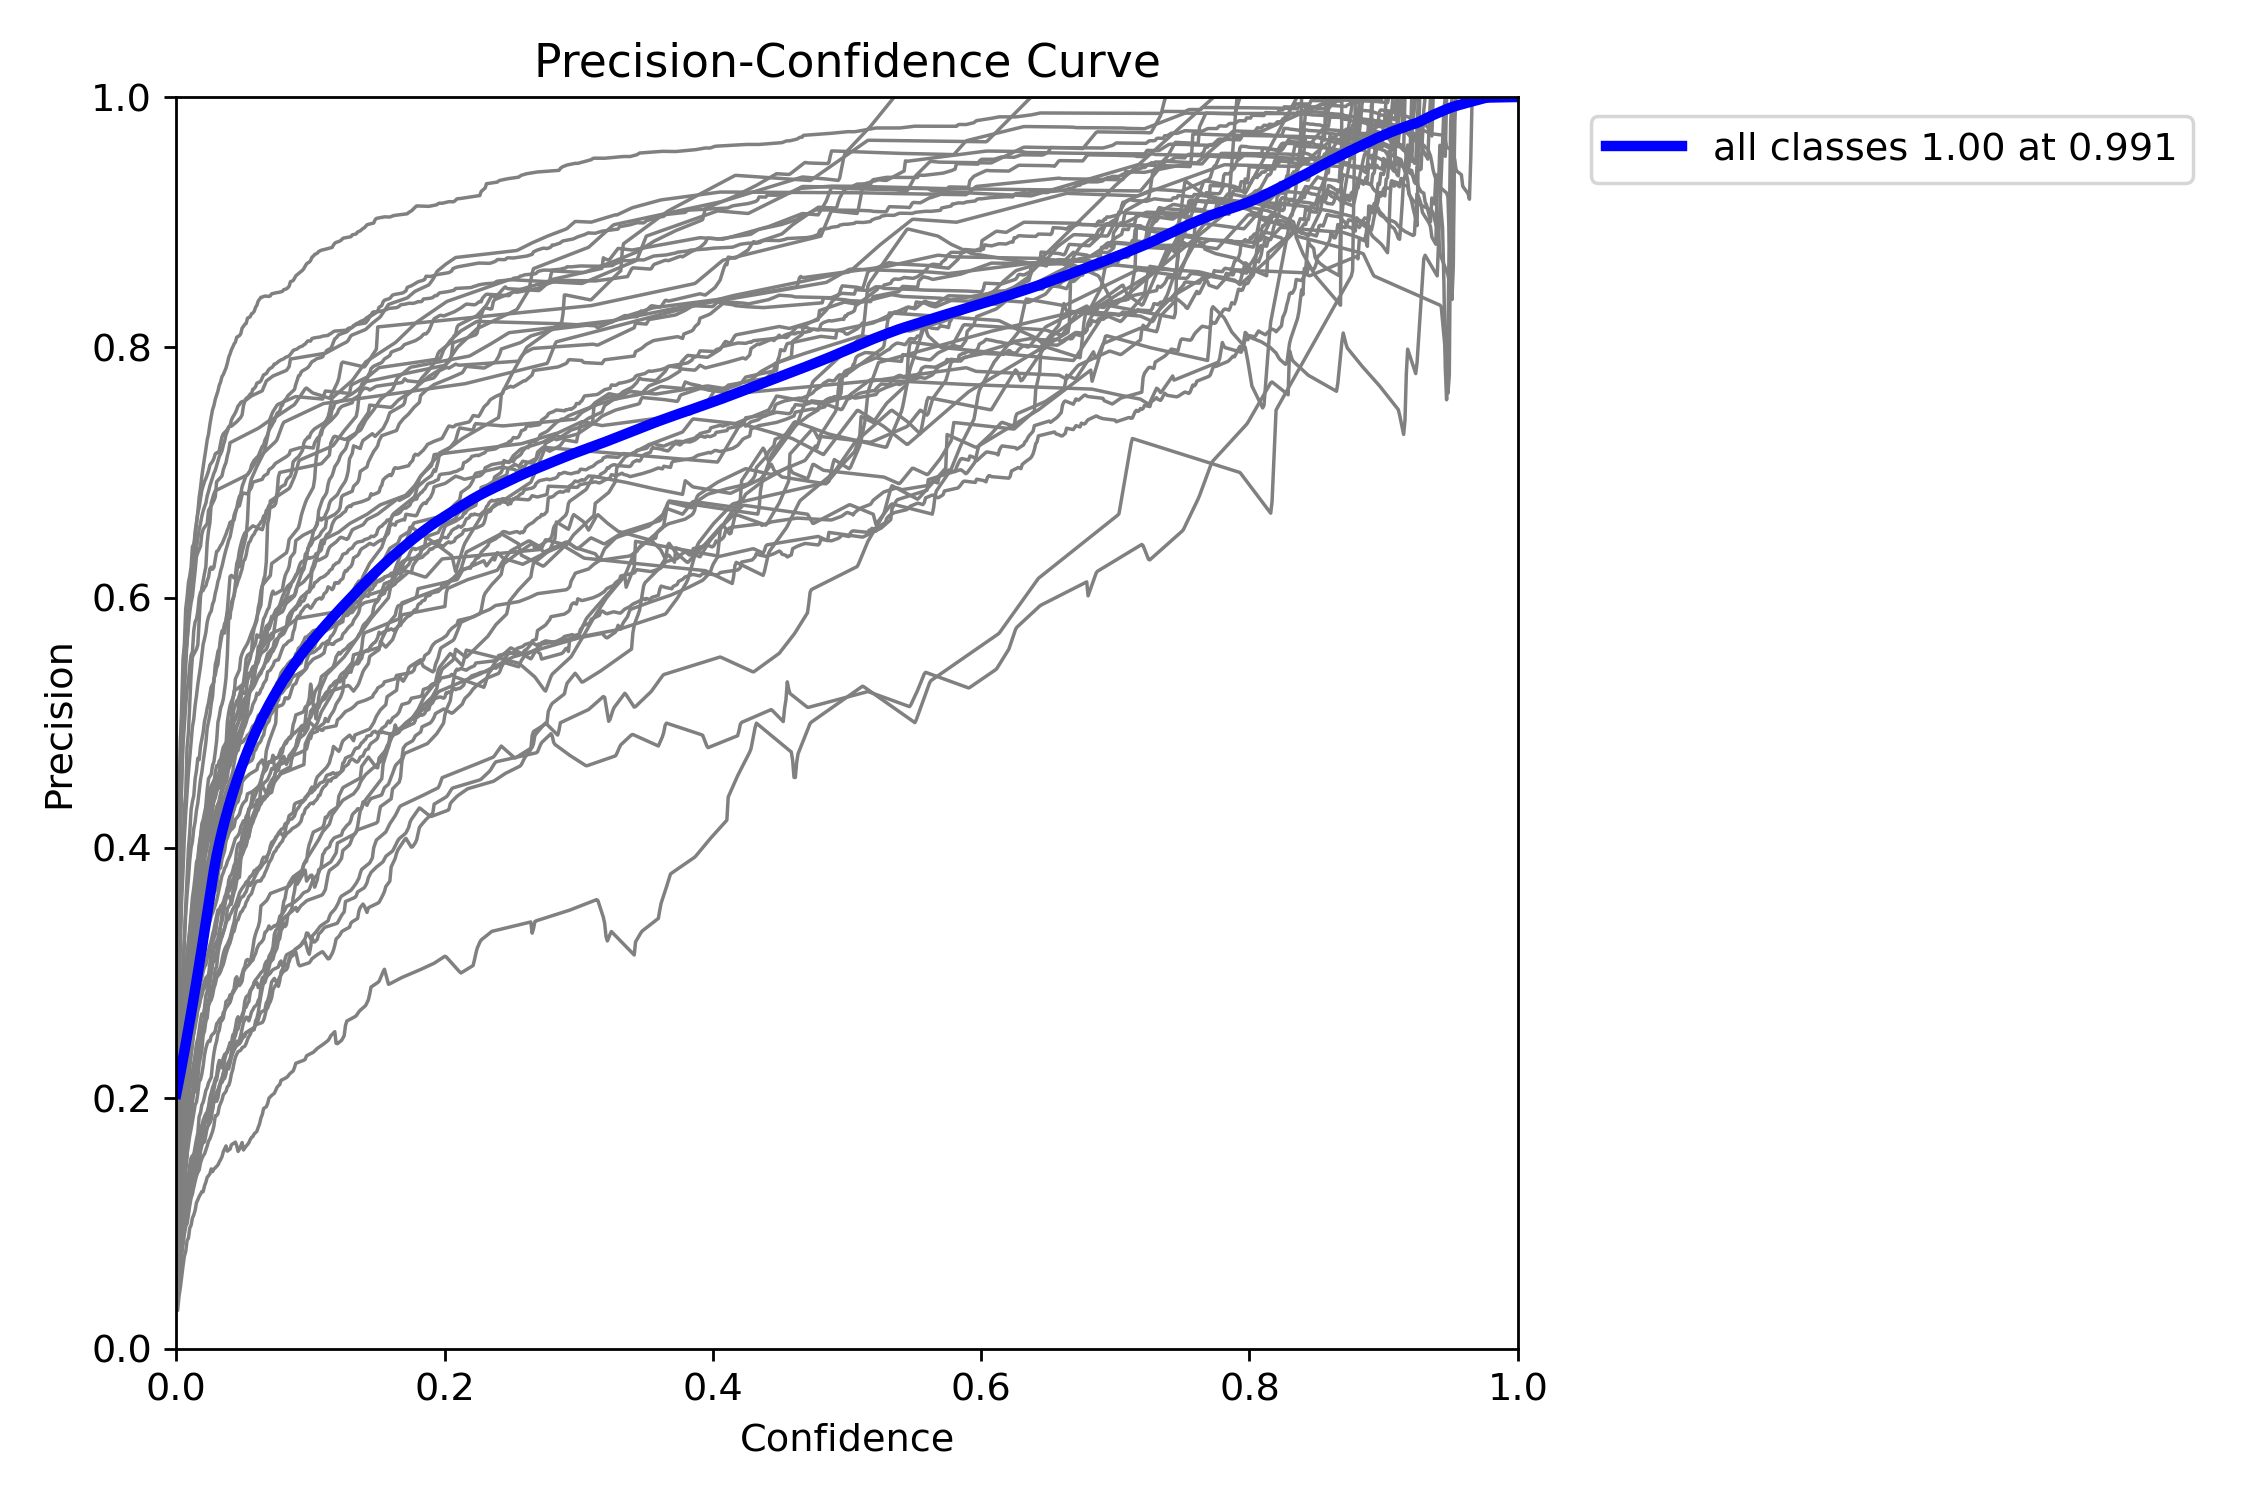 Precision-Confidence Curve
all classes 1.00 at 0.991
Precision
1.0
0.8
0.6
0.4
0.2
0.0
0.0 0.2 0.4 0.6 0.8 1.0
Confidence